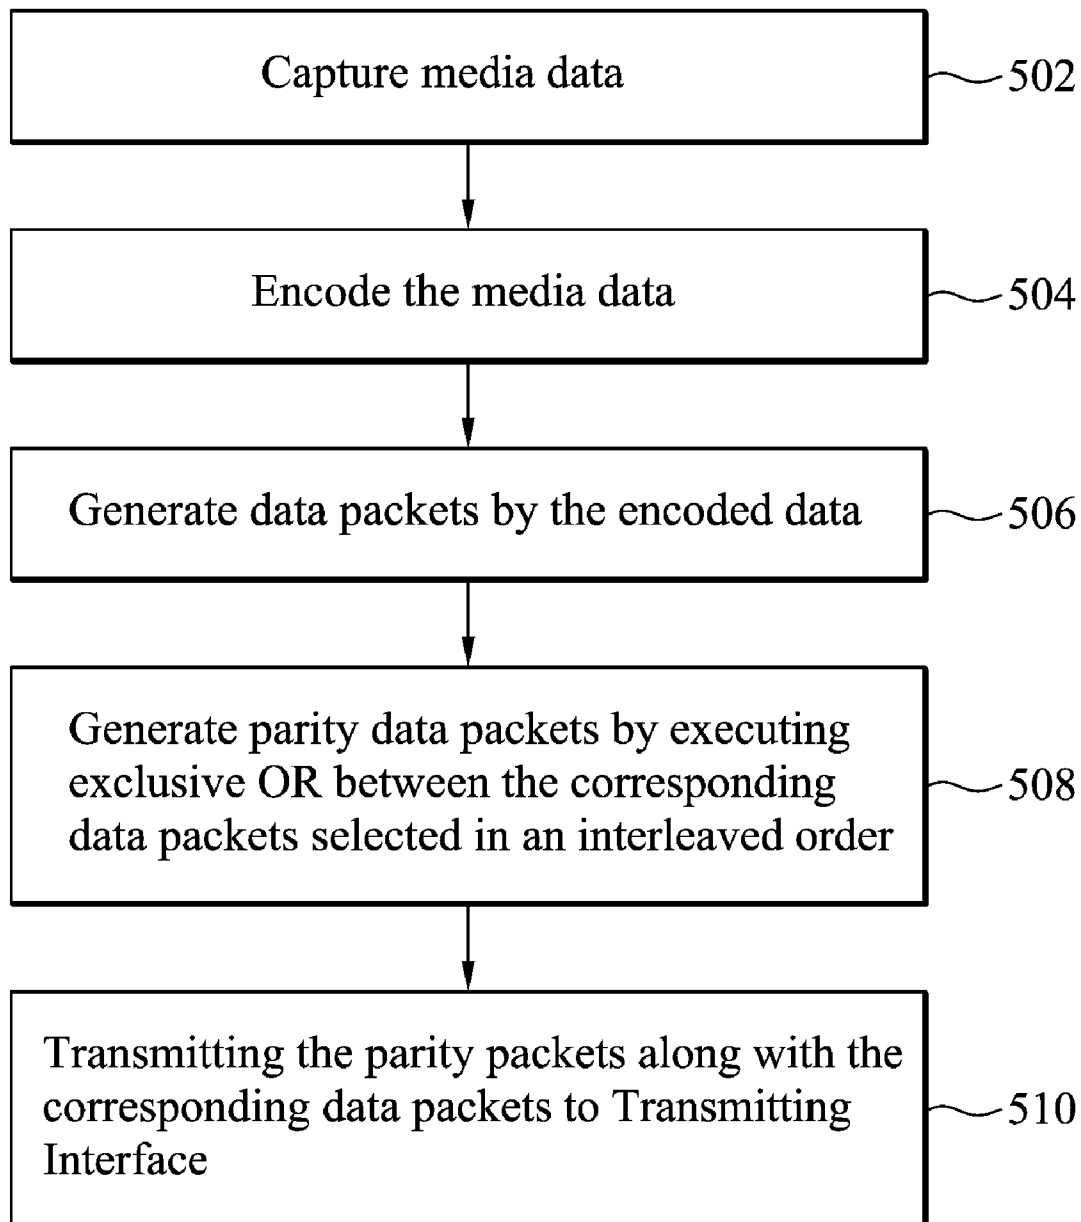 Capture media data
502
Encode the media data
504
Generate data packets by the encoded data
506
Generate parity data packets by executing
exclusive OR between the corresponding
data packets selected in an interleaved order
508
Transmitting the parity packets along with the
corresponding data packets to Transmitting
Interface
510